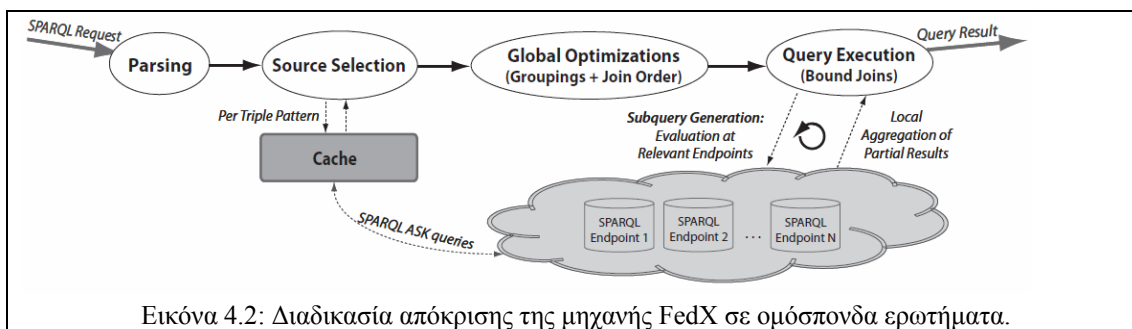 SPARQL Request
Query Result
Parsing
Source Selection
Global Optimizations
(Groupings + Join Order)
Query Execution
(Bound Joins)
Per Triple Pattern
Cache
SPARQL ASK queries
Subquery Generation:
Evaluation at
Relevant Endpoints
Local
Aggregation of
Partial Results
SPARQL
Endpoint 1
SPARQL
Endpoint 2
...
SPARQL
Endpoint N
Εικόνα 4.2: Διαδικασία απόκρισης της μηχανής FedX σε ομόσπονδα ερωτήματα.